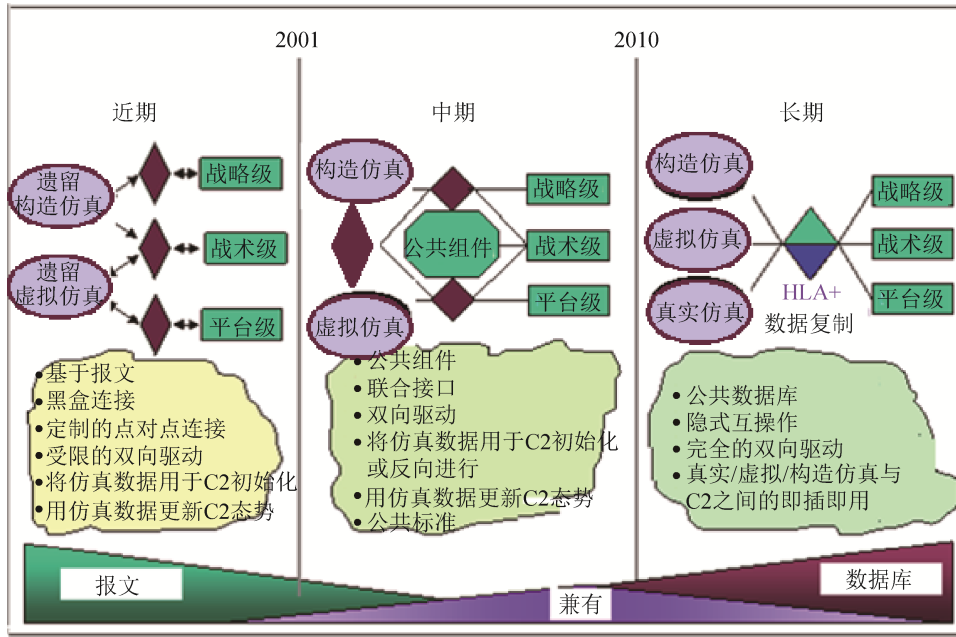 2001
2010
近期
遗留
构造仿真
遗留
虚拟仿真
战略级
战术级
平台级
•基于报文
•黑盒连接
•定制的点对点连接
•受限的双向驱动
•将仿真数据用于C2初始化
•用仿真数据更新C2态势
中期
构造仿真
虚拟仿真
公共组件
战略级
战术级
平台级
•公共组件
•联合接口
•双向驱动
•将仿真数据用于C2初始化
或反向进行
•用仿真数据更新C2态势
•公共标准
长期
构造仿真
虚拟仿真
真实仿真
HLA+
数据复制
战略级
战术级
平台级
•公共数据库
•隐式互操作
•完全的双向驱动
•真实/虚拟/构造仿真与
C2之间的即插即用
报文
兼有
数据库